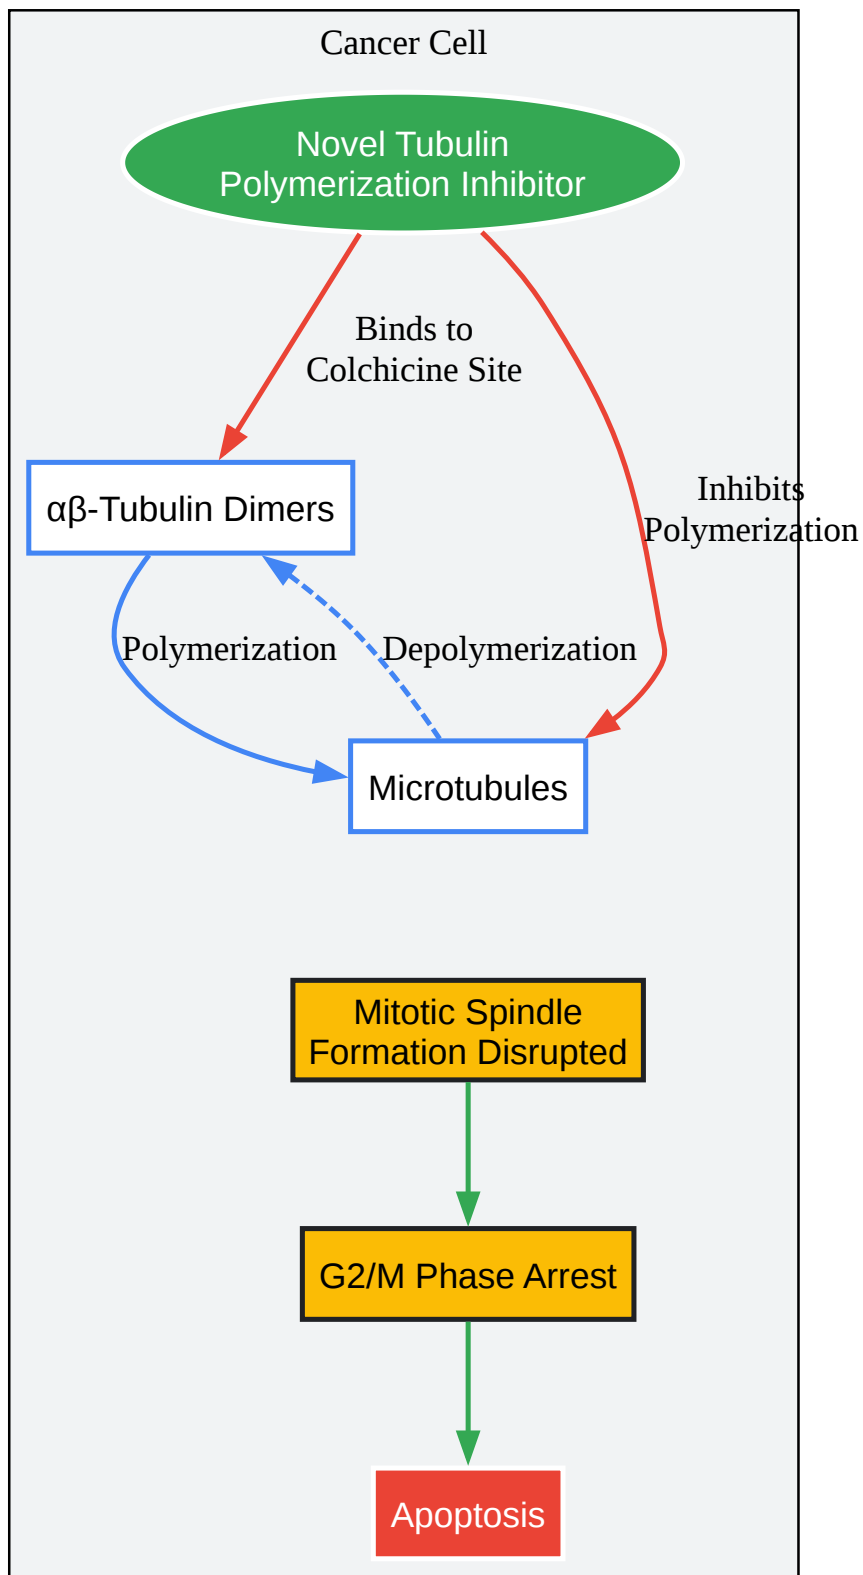 Cancer Cell
Novel Tubulin
Polymerization Inhibitor
Binds to
Colchicine Site
Inhibits
Polymerization
αβ-Tubulin Dimers
Polymerization
Depolymerization
Microtubules
Mitotic Spindle
Formation Disrupted
G2/M Phase Arrest
Apoptosis